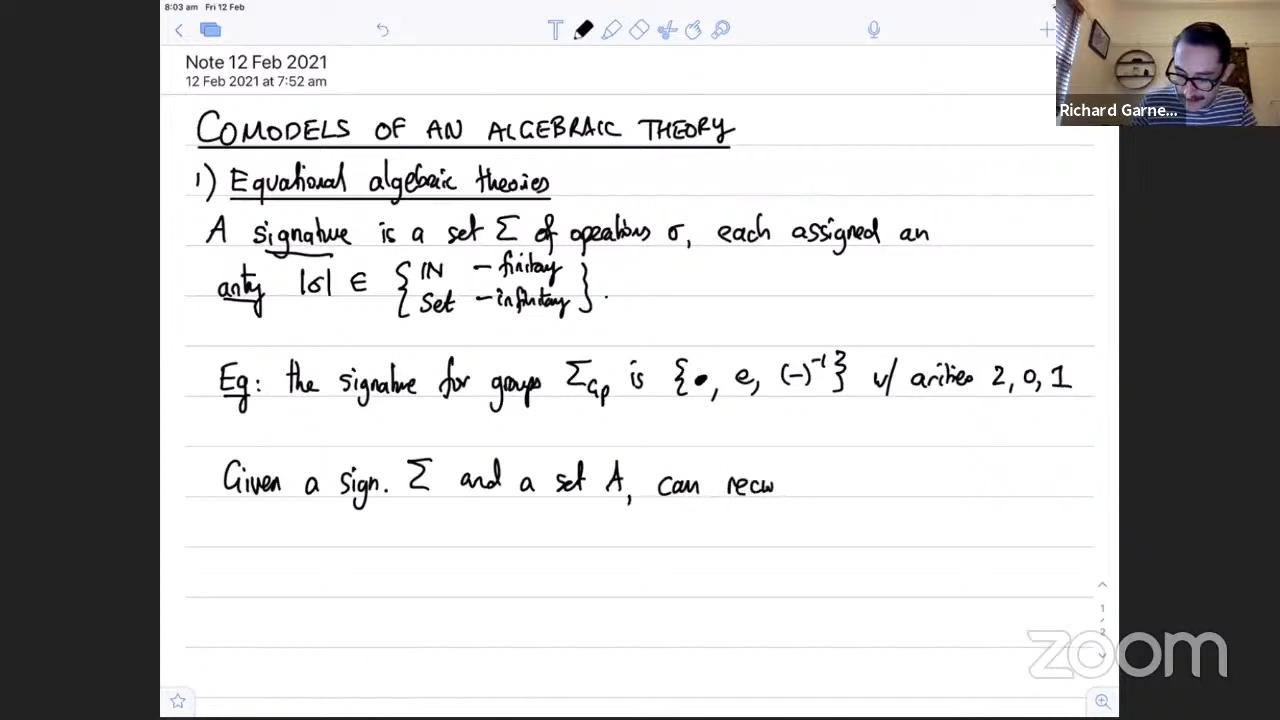 8:03 am Fri 12 Feb
Note 12 Feb 2021
12 Feb 2021 at 7:52 am
Richard Garne...
COMODELS OF AN ALGEBRAIC THEORY
1) Equational algebraic theories
A signature is a set Σ of operations σ, each assigned an
arity |σ| ∈ { IN – finitary
Set – infinitary } .
Eg: the signature for groups Σ_Gp is {•, e, (–)⁻¹} w/ arities 2, 0, 1
Given a sign. Σ and a set A, can recu
1
2
zoom